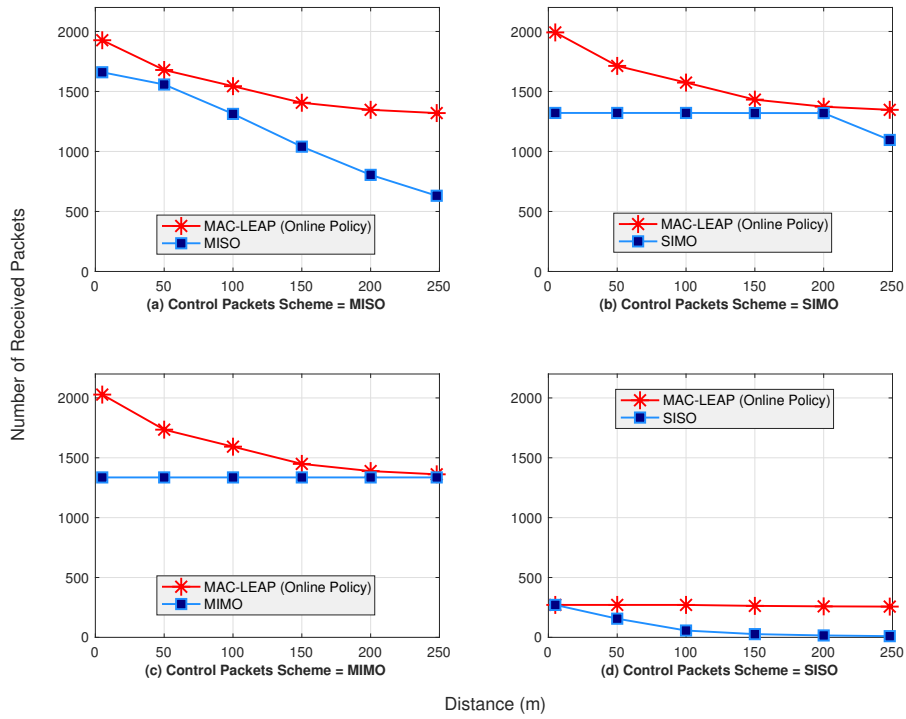 Number of Received Packets
2000
1500
1000
500
0
MAC-LEAP (Online Policy)
MISO
0 50 100 150 200 250
(a) Control Packets Scheme = MISO
2000
1500
1000
500
0
MAC-LEAP (Online Policy)
SIMO
0 50 100 150 200 250
(b) Control Packets Scheme = SIMO
2000
1500
1000
500
0
MAC-LEAP (Online Policy)
MIMO
0 50 100 150 200 250
(c) Control Packets Scheme = MIMO
2000
1500
1000
500
0
MAC-LEAP (Online Policy)
SISO
0 50 100 150 200 250
(d) Control Packets Scheme = SISO
Distance (m)